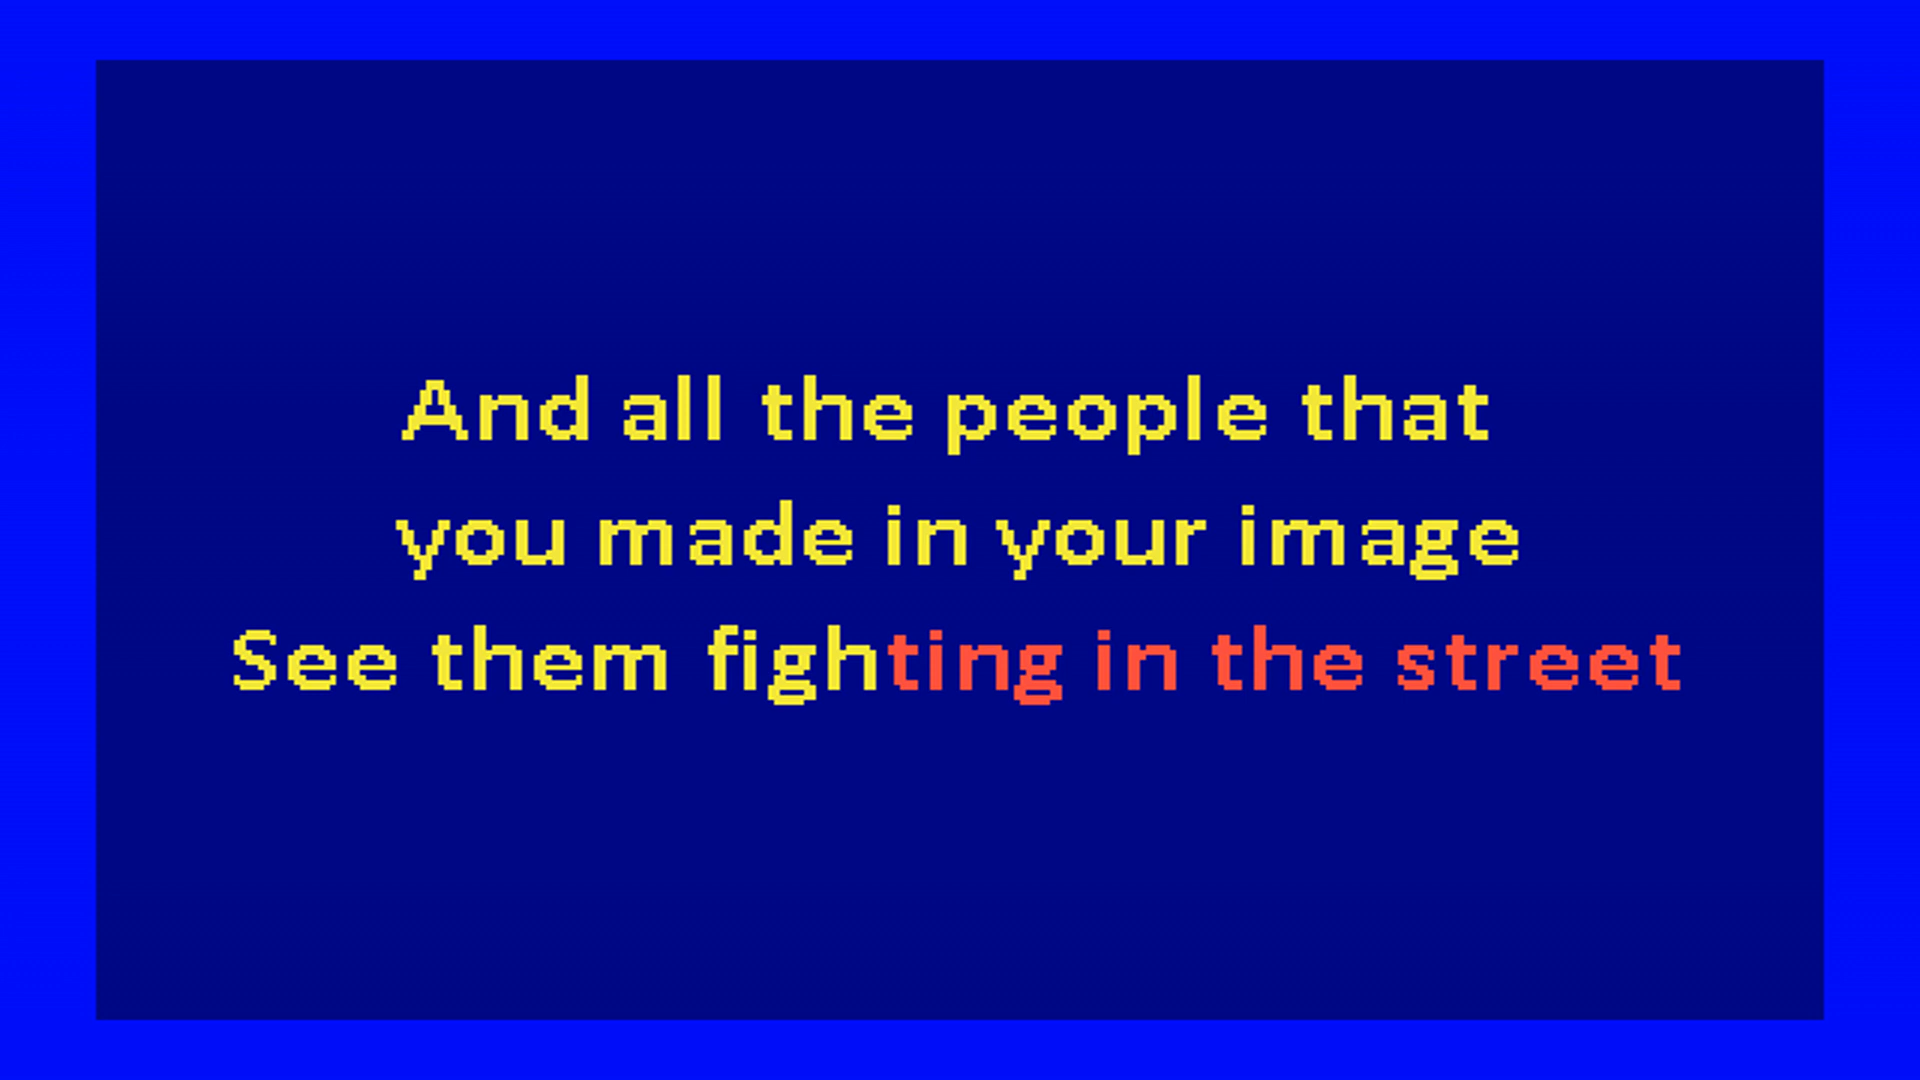 And all the people that
you made in your image
See them fighting in the street